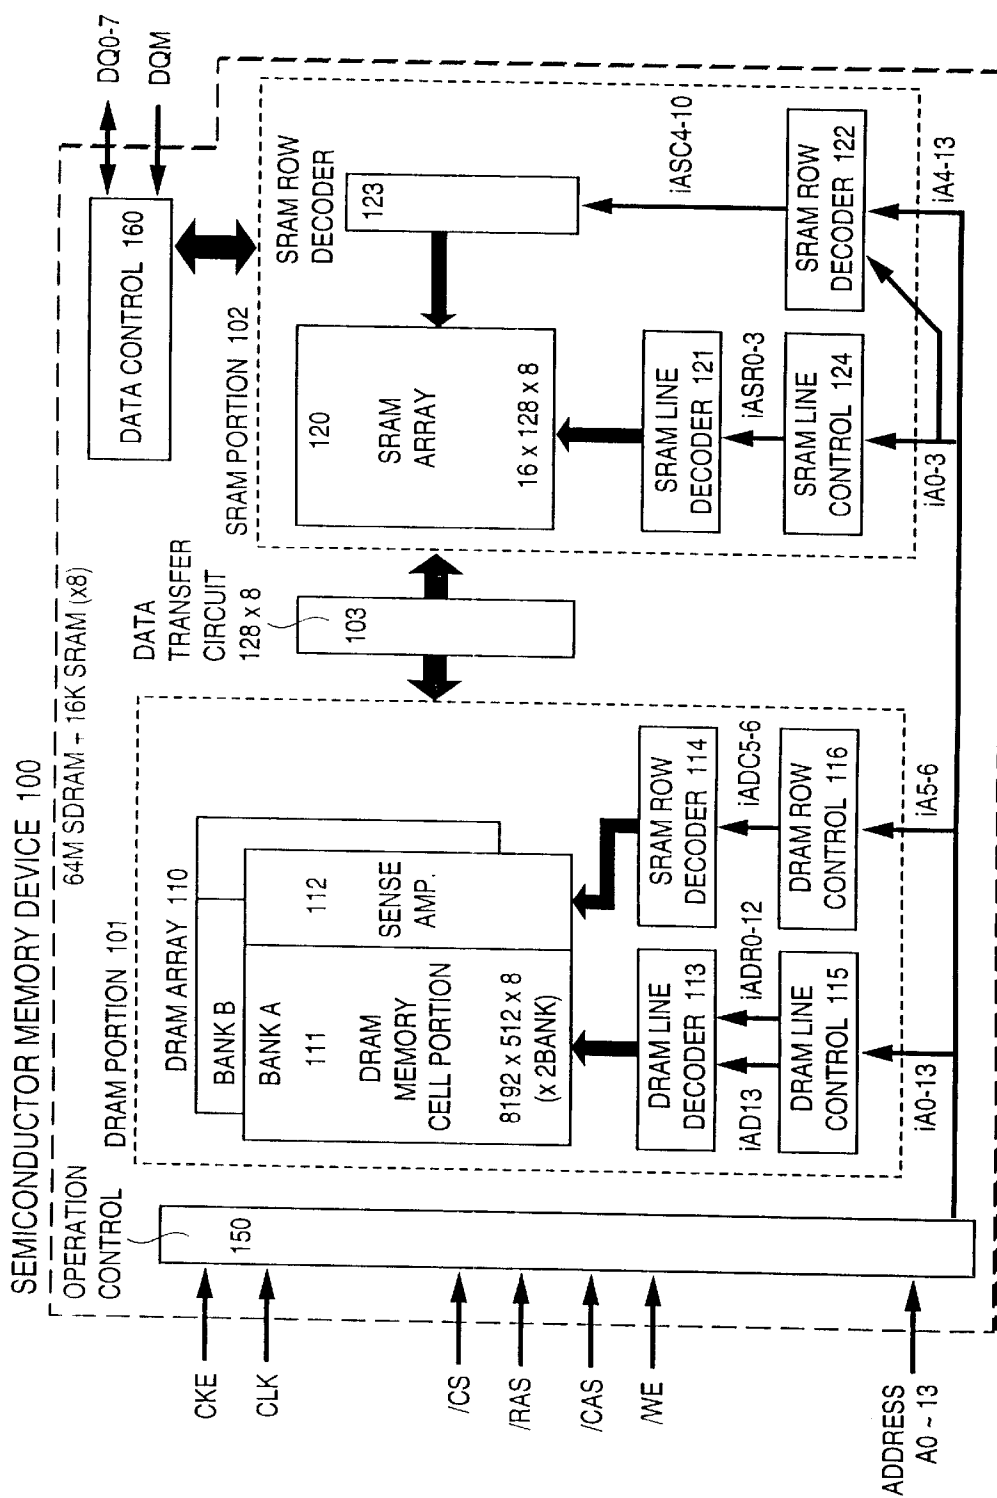 SEMICONDUCTOR MEMORY DEVICE 100
64M SDRAM + 16K SRAM (x8)
OPERATION
CONTROL
150
CKE
CLK
/CS
/RAS
/CAS
/WE
ADDRESS
A0 ~ 13
DRAM PORTION 101
DRAM ARRAY 110
BANK B
BANK A
111
DRAM
MEMORY
CELL PORTION
8192 x 512 x 8
(x 2BANK)
112
SENSE
AMP.
DRAM LINE
DECODER 113
SRAM ROW
DECODER 114
iAD13
iADR0-12
iADC5-6
DRAM LINE
CONTROL 115
DRAM ROW
CONTROL 116
iA0-13
iA5-6
DATA
TRANSFER
CIRCUIT
128 x 8
103
SRAM PORTION 102
120
SRAM
ARRAY
16 x 128 x 8
SRAM ROW
DECODER
123
SRAM LINE
DECODER 121
iASR0-3
iASC4-10
SRAM LINE
CONTROL 124
SRAM ROW
DECODER 122
iA0-3
iA4-13
DATA CONTROL 160
DQ0-7
DQM